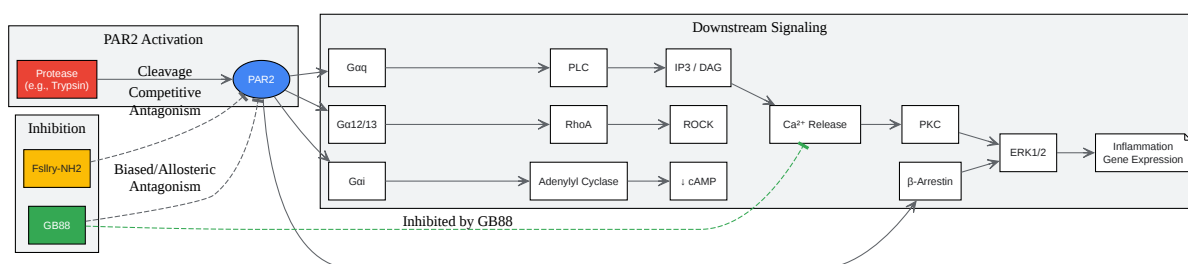 Downstream Signaling
PAR2 Activation
Protease
(e.g., Trypsin)
Cleavage
PAR2
Competitive
Antagonism
Inhibition
Fsllry-NH2
GB88
Biased/Allosteric
Antagonism
Inhibited by GB88
Gαq
PLC
IP3 / DAG
Gα12/13
RhoA
ROCK
Ca²⁺ Release
PKC
Gαi
Adenylyl Cyclase
↓ cAMP
β-Arrestin
ERK1/2
Inflammation
Gene Expression